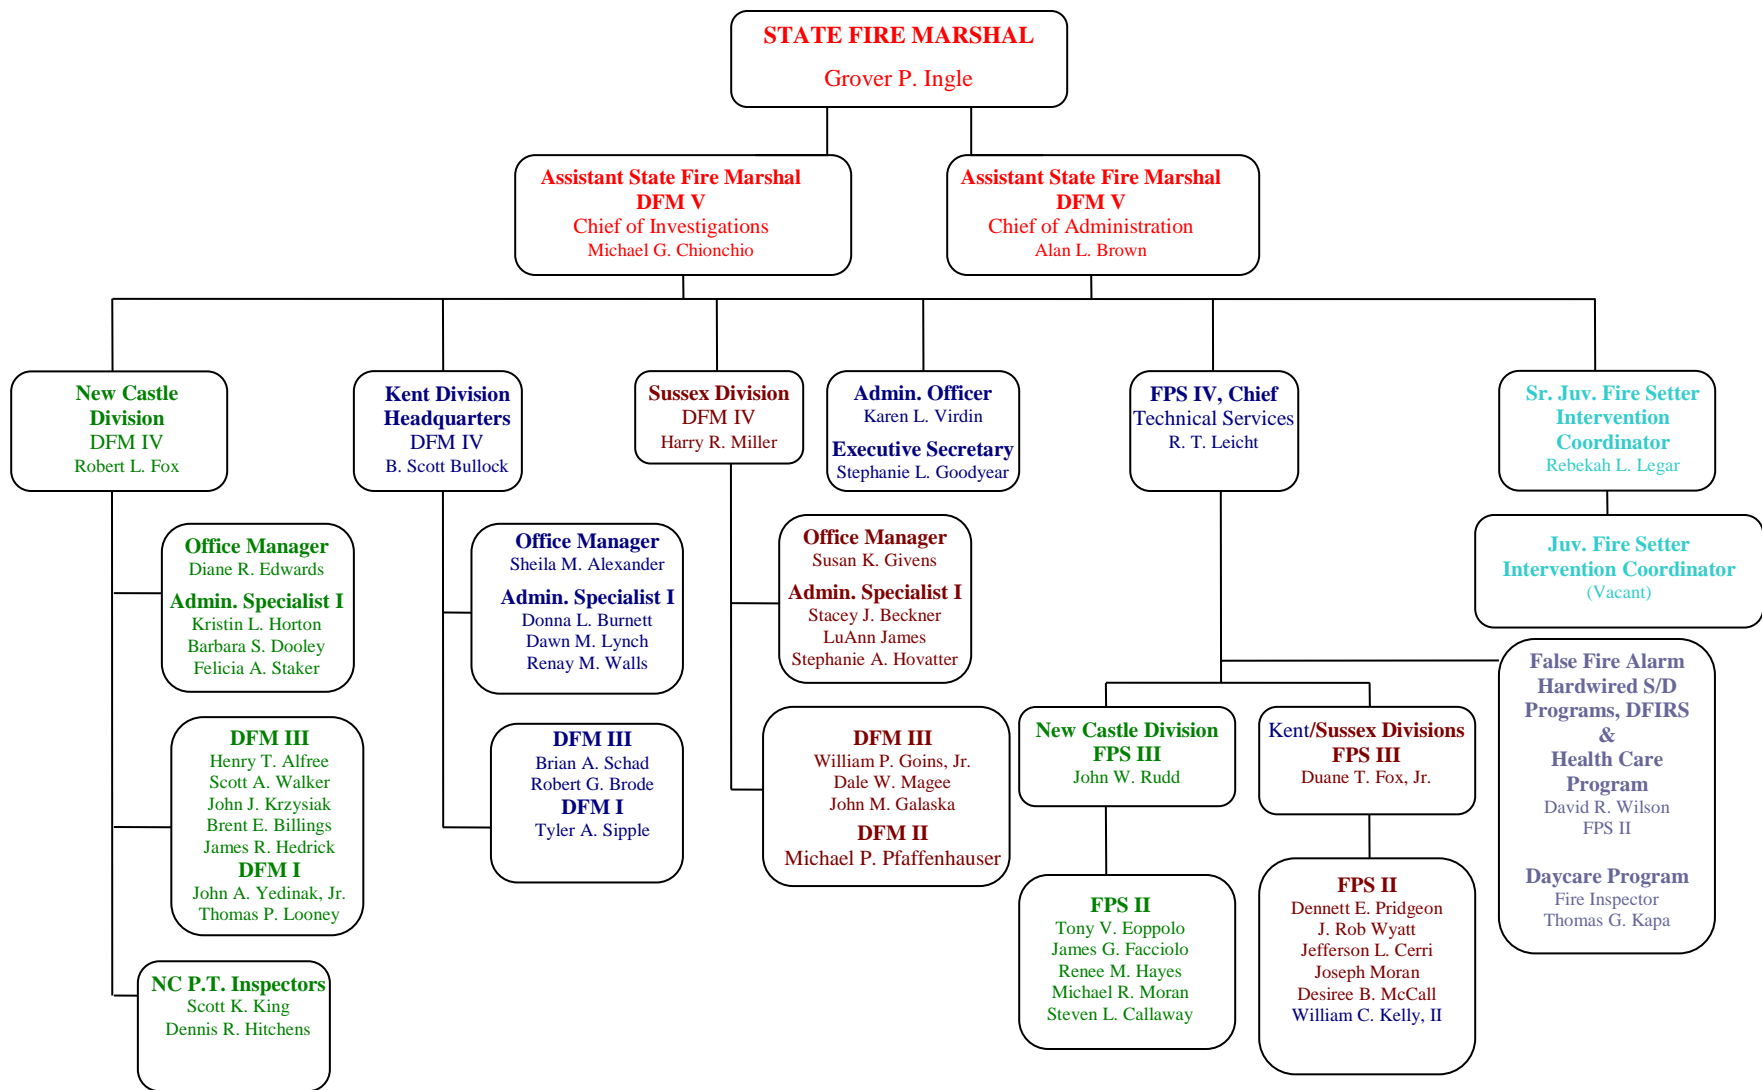 STATE FIRE MARSHAL
Grover P. Ingle
Assistant State Fire Marshal
DFM V
Chief of Investigations
Michael G. Chionchio
Assistant State Fire Marshal
DFM V
Chief of Administration
Alan L. Brown
New Castle
Division
DFM IV
Robert L. Fox
Kent Division
Headquarters
DFM IV
B. Scott Bullock
Sussex Division
DFM IV
Harry R. Miller
Admin. Officer
Karen L. Virdin
Executive Secretary
Stephanie L. Goodyear
FPS IV, Chief
Technical Services
R. T. Leicht
Sr. Juv. Fire Setter
Intervention
Coordinator
Rebekah L. Legar
Office Manager
Diane R. Edwards
Admin. Specialist I
Kristin L. Horton
Barbara S. Dooley
Felicia A. Staker
Office Manager
Sheila M. Alexander
Admin. Specialist I
Donna L. Burnett
Dawn M. Lynch
Renay M. Walls
Office Manager
Susan K. Givens
Admin. Specialist I
Stacey J. Beckner
LuAnn James
Stephanie A. Hovatter
Juv. Fire Setter
Intervention Coordinator
(Vacant)
DFM III
Henry T. Alfree
Scott A. Walker
John J. Krzysiak
Brent E. Billings
James R. Hedrick
DFM I
John A. Yedinak, Jr.
Thomas P. Looney
DFM III
Brian A. Schad
Robert G. Brode
DFM I
Tyler A. Sipple
DFM III
William P. Goins, Jr.
Dale W. Magee
John M. Galaska
DFM II
Michael P. Pfaffenhauser
New Castle Division
FPS III
John W. Rudd
Kent/Sussex Divisions
FPS III
Duane T. Fox, Jr.
False Fire Alarm
Hardwired S/D
Programs, DFIRS
&
Health Care
Program
David R. Wilson
FPS II
Daycare Program
Fire Inspector
Thomas G. Kapa
NC P.T. Inspectors
Scott K. King
Dennis R. Hitchens
FPS II
Tony V. Eoppolo
James G. Facciolo
Renee M. Hayes
Michael R. Moran
Steven L. Callaway
FPS II
Dennett E. Pridgeon
J. Rob Wyatt
Jefferson L. Cerri
Joseph Moran
Desiree B. McCall
William C. Kelly, II